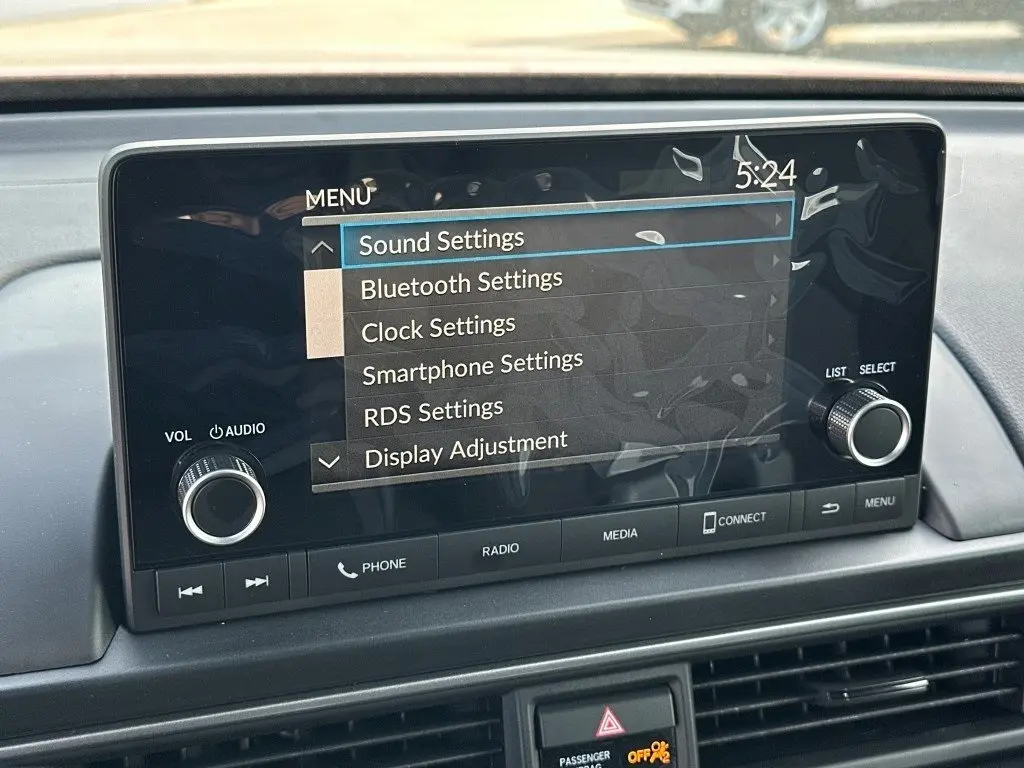 MENU
5:24
Sound Settings
Bluetooth Settings
Clock Settings
Smartphone Settings
RDS Settings
Display Adjustment
VOL AUDIO
LIST SELECT
PHONE
RADIO
MEDIA
CONNECT
MENU
PASSENGER
OFF